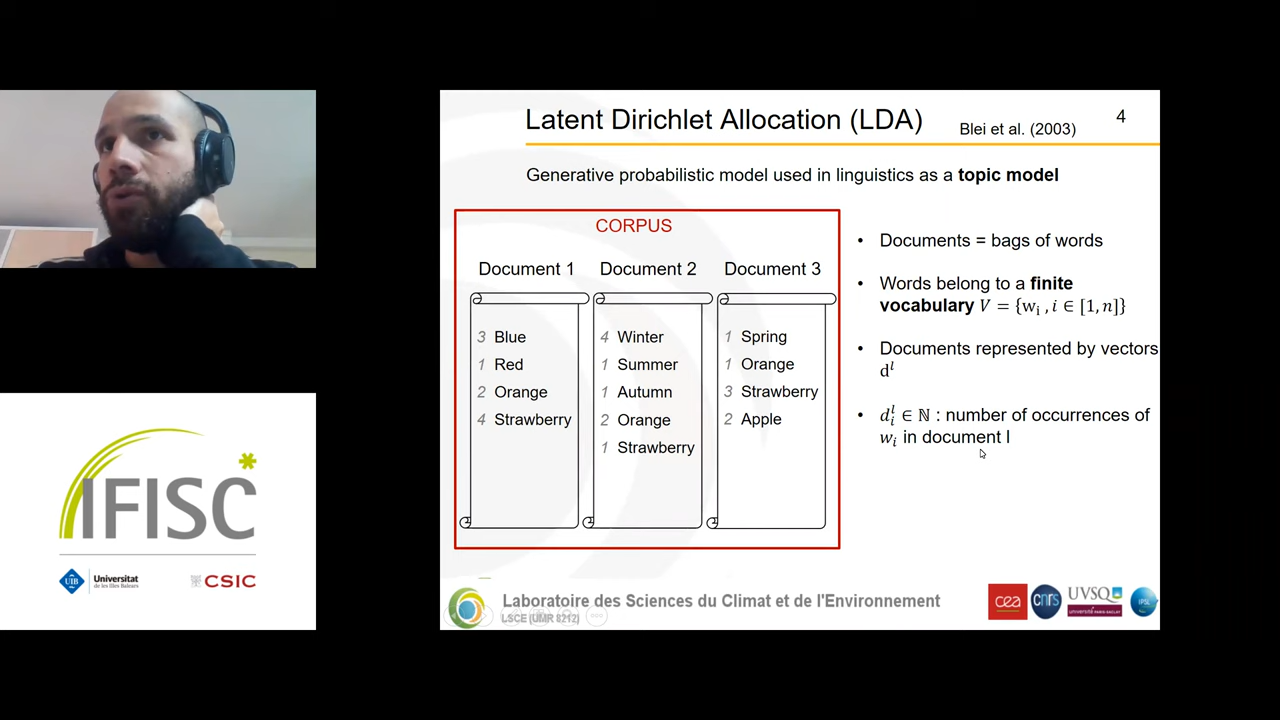 Latent Dirichlet Allocation (LDA)
Blei et al. (2003)
4
Generative probabilistic model used in linguistics as a topic model
CORPUS
Document 1
3 Blue
1 Red
2 Orange
4 Strawberry
Document 2
4 Winter
1 Summer
1 Autumn
2 Orange
1 Strawberry
Document 3
1 Spring
1 Orange
3 Strawberry
2 Apple
• Documents = bags of words
• Words belong to a finite
vocabulary V = {wᵢ , i ∈ [1, n]}
• Documents represented by vectors
dˡ
• dᵢˡ ∈ ℕ : number of occurrences of
wᵢ in document l
IFISC*
UIB
Universitat
de les Illes Balears
CSIC
Laboratoire des Sciences du Climat et de l'Environnement
LSCE (UMR 8212)
cea
cnrs
UVSQ
université PARIS-SACLAY
IPSL